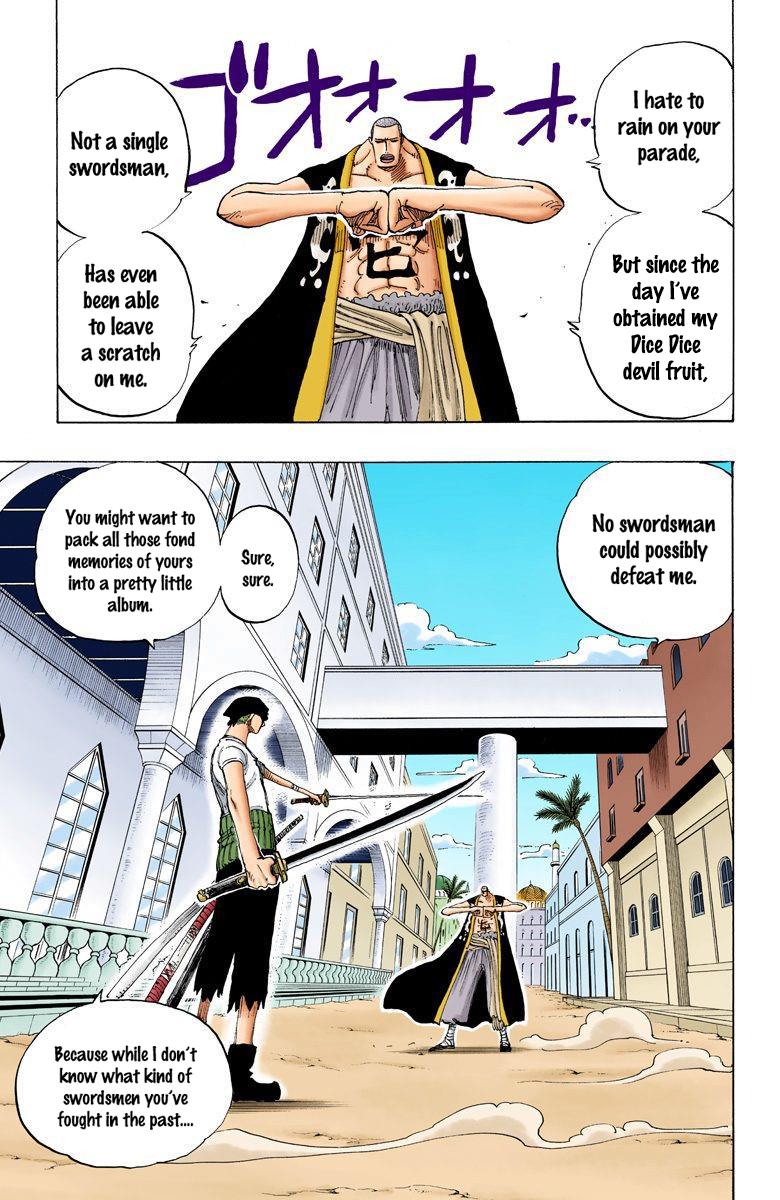 ゴオオオオ..
I hate to
rain on your
parade,
But since the
day I've
obtained my
Dice Dice
devil fruit,
Not a single
swordsman,
Has even
been able
to leave
a scratch
on me.
No swordsman
could possibly
defeat me.
Sure,
sure.
You might want to
pack all those fond
memories of yours
into a pretty little
album.
Because while I don't
know what kind of
swordsmen you've
fought in the past....